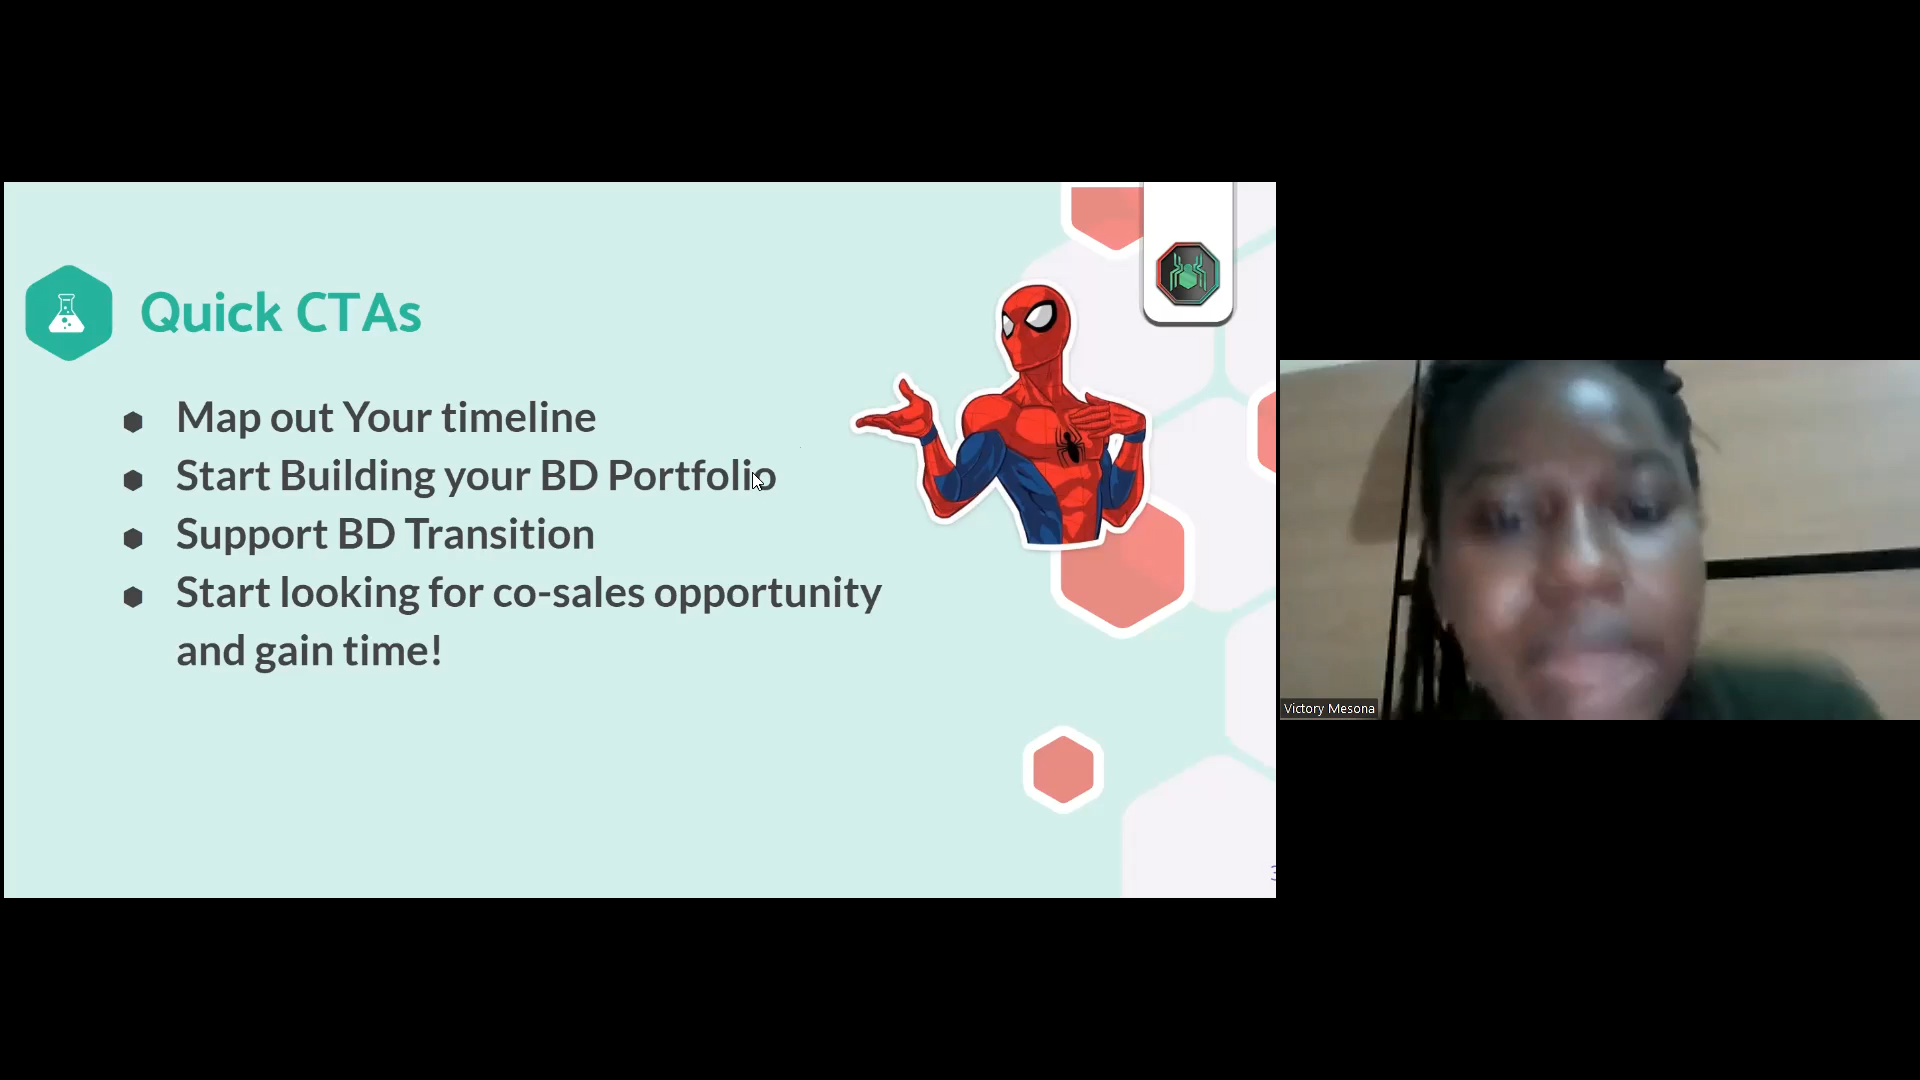 Quick CTAs
Map out Your timeline
Start Building your BD Portfolio
Support BD Transition
Start looking for co-sales opportunity
and gain time!
Victory Mesona